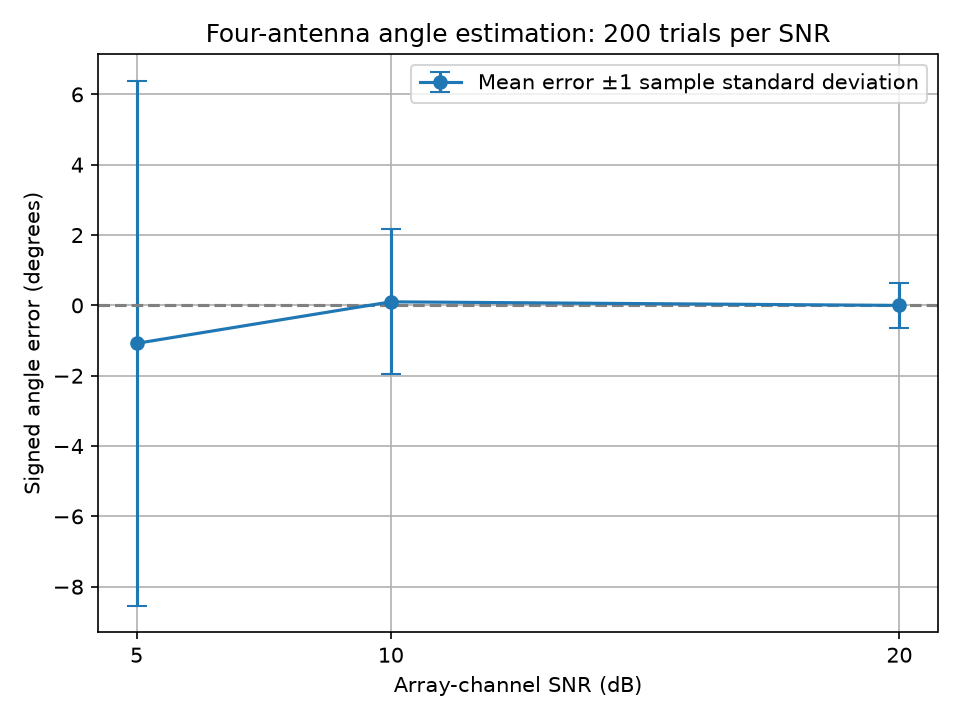 Four-antenna angle estimation: 200 trials per SNR
Mean error ±1 sample standard deviation
Signed angle error (degrees)
6
4
2
0
−2
−4
−6
−8
5
10
20
Array-channel SNR (dB)